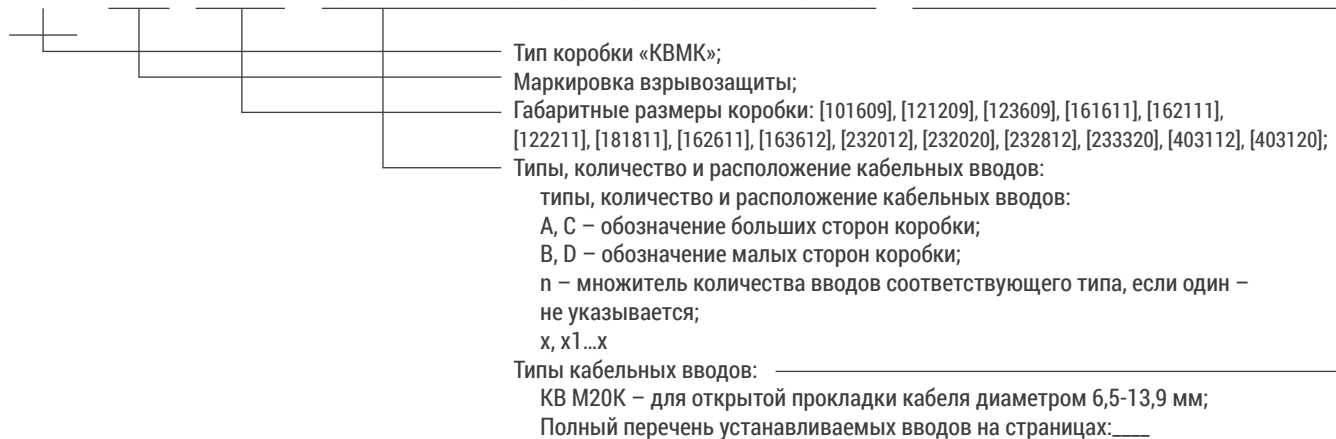 Тип коробки «КВМК»;
Маркировка взрывозащиты;
Габаритные размеры коробки: [101609], [121209], [123609], [161611], [162111],
[122211], [181811], [162611], [163612], [232012], [232020], [232812], [233320], [403112], [403120];
Типы, количество и расположение кабельных вводов:
типы, количество и расположение кабельных вводов:
А, С – обозначение больших сторон коробки;
B, D – обозначение малых сторон коробки;
n – множитель количества вводов соответствующего типа, если один –
не указывается;
x, x1...x
Типы кабельных вводов:
КВ М20К – для открытой прокладки кабеля диаметром 6,5-13,9 мм;
Полный перечень устанавливаемых вводов на страницах:____